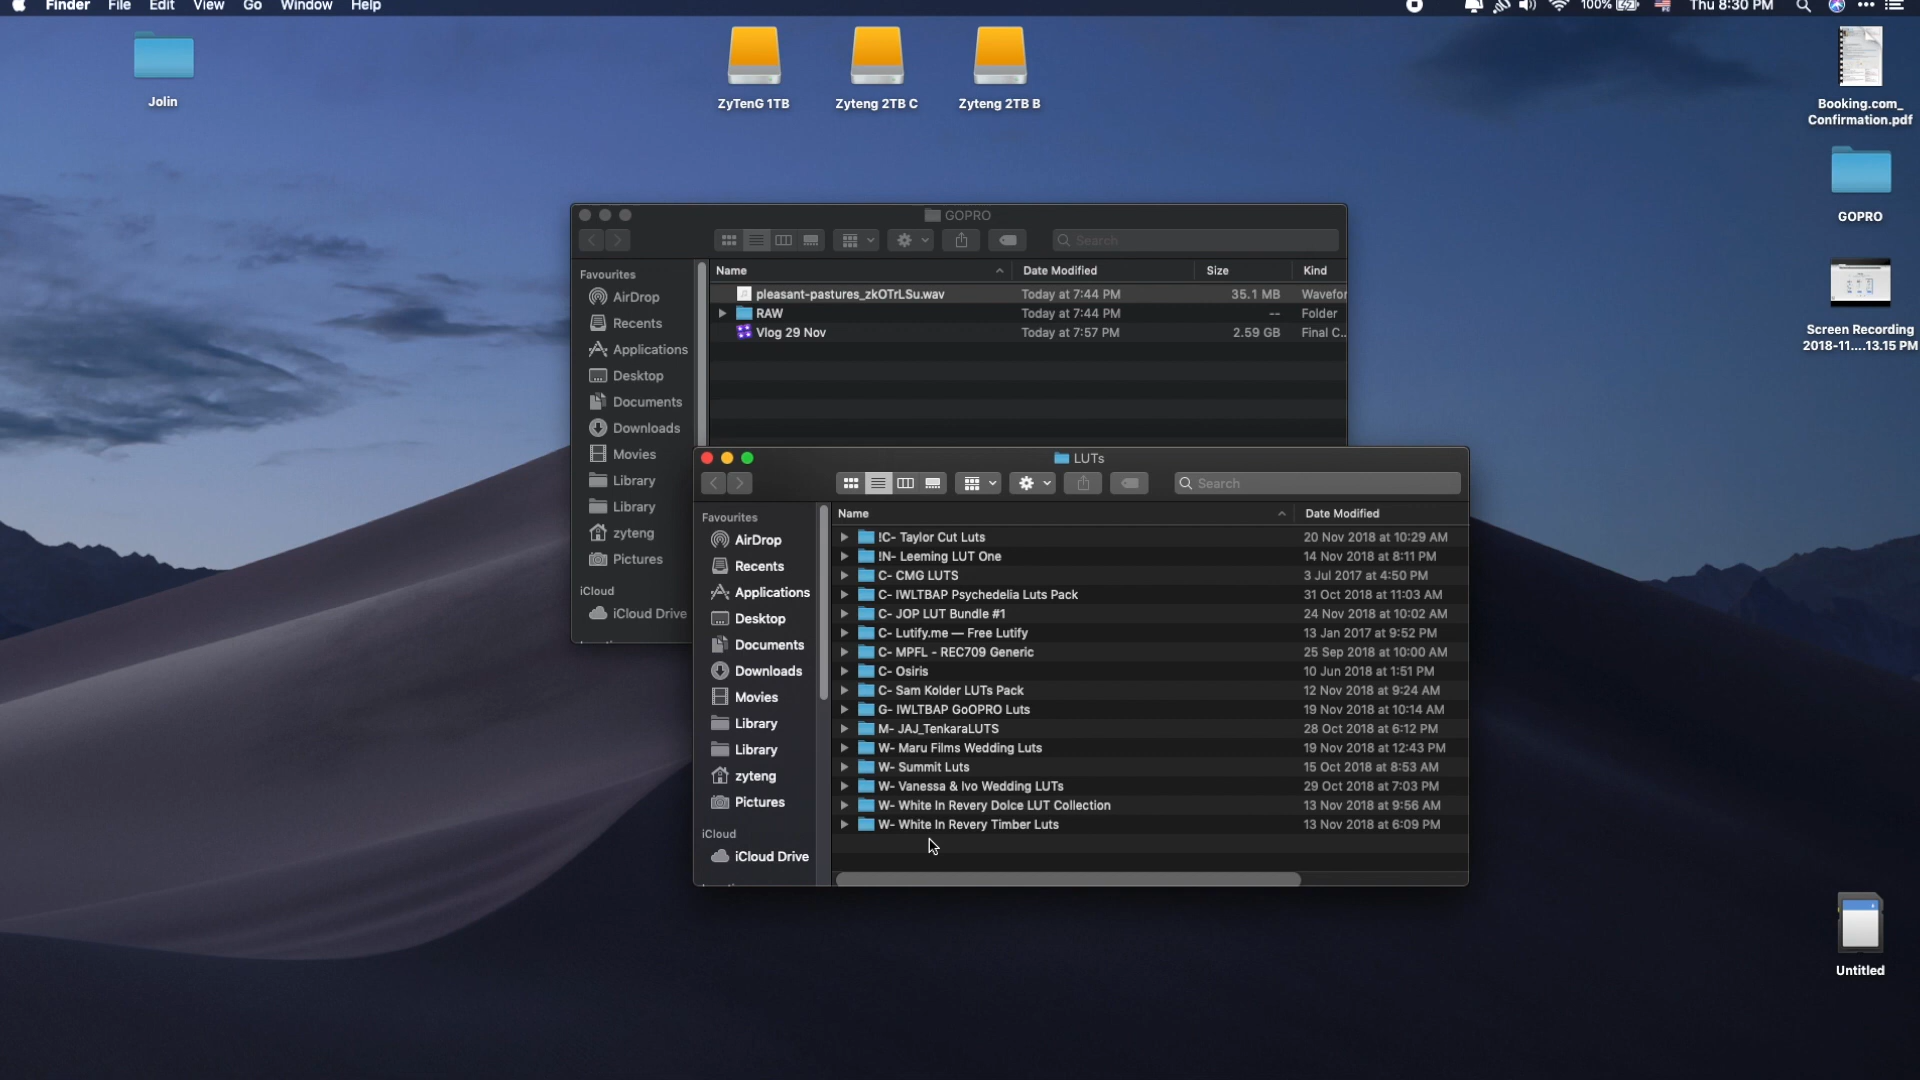 Finder File Edit View Go Window Help
100% Thu 8:30 PM
Jolin
ZyTenG 1TB
Zyteng 2TB C
Zyteng 2TB B
Booking.com_
Confirmation.pdf
GOPRO
Screen Recording
2018-11....13.15 PM
Untitled
GOPRO
Search
Favourites
AirDrop
Recents
Applications
Desktop
Documents
Downloads
Movies
Library
Library
zyteng
Pictures
iCloud
iCloud Drive
Name Date Modified Size Kind
pleasant-pastures_zkOTrLSu.wav Today at 7:44 PM 35.1 MB Wavefor
RAW Today at 7:44 PM -- Folder
Vlog 29 Nov Today at 7:57 PM 2.59 GB Final C...
LUTs
Search
Favourites
AirDrop
Recents
Applications
Desktop
Documents
Downloads
Movies
Library
Library
zyteng
Pictures
iCloud
iCloud Drive
Name Date Modified
!C- Taylor Cut Luts 20 Nov 2018 at 10:29 AM
!N- Leeming LUT One 14 Nov 2018 at 8:11 PM
C- CMG LUTS 3 Jul 2017 at 4:50 PM
C- IWLTBAP Psychedelia Luts Pack 31 Oct 2018 at 11:03 AM
C- JOP LUT Bundle #1 24 Nov 2018 at 10:02 AM
C- Lutify.me — Free Lutify 13 Jan 2017 at 9:52 PM
C- MPFL - REC709 Generic 25 Sep 2018 at 10:00 AM
C- Osiris 10 Jun 2018 at 1:51 PM
C- Sam Kolder LUTs Pack 12 Nov 2018 at 9:24 AM
G- IWLTBAP GoOPRO Luts 19 Nov 2018 at 10:14 AM
M- JAJ_TenkaraLUTS 28 Oct 2018 at 6:12 PM
W- Maru Films Wedding Luts 19 Nov 2018 at 12:43 PM
W- Summit Luts 15 Oct 2018 at 8:53 AM
W- Vanessa & Ivo Wedding LUTs 29 Oct 2018 at 7:03 PM
W- White In Revery Dolce LUT Collection 13 Nov 2018 at 9:56 AM
W- White In Revery Timber Luts 13 Nov 2018 at 6:09 PM